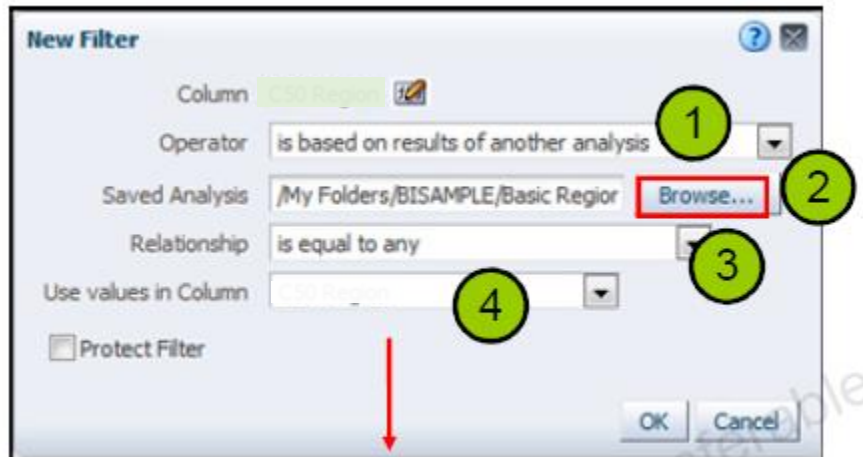 New Filter
Column C50 Region
Operator is based on results of another analysis 1
Saved Analysis /My Folders/BISAMPLE/Basic Region Browse... 2
Relationship is equal to any 3
Use values in Column C50 Region 4
Protect Filter
OK Cancel
ferable